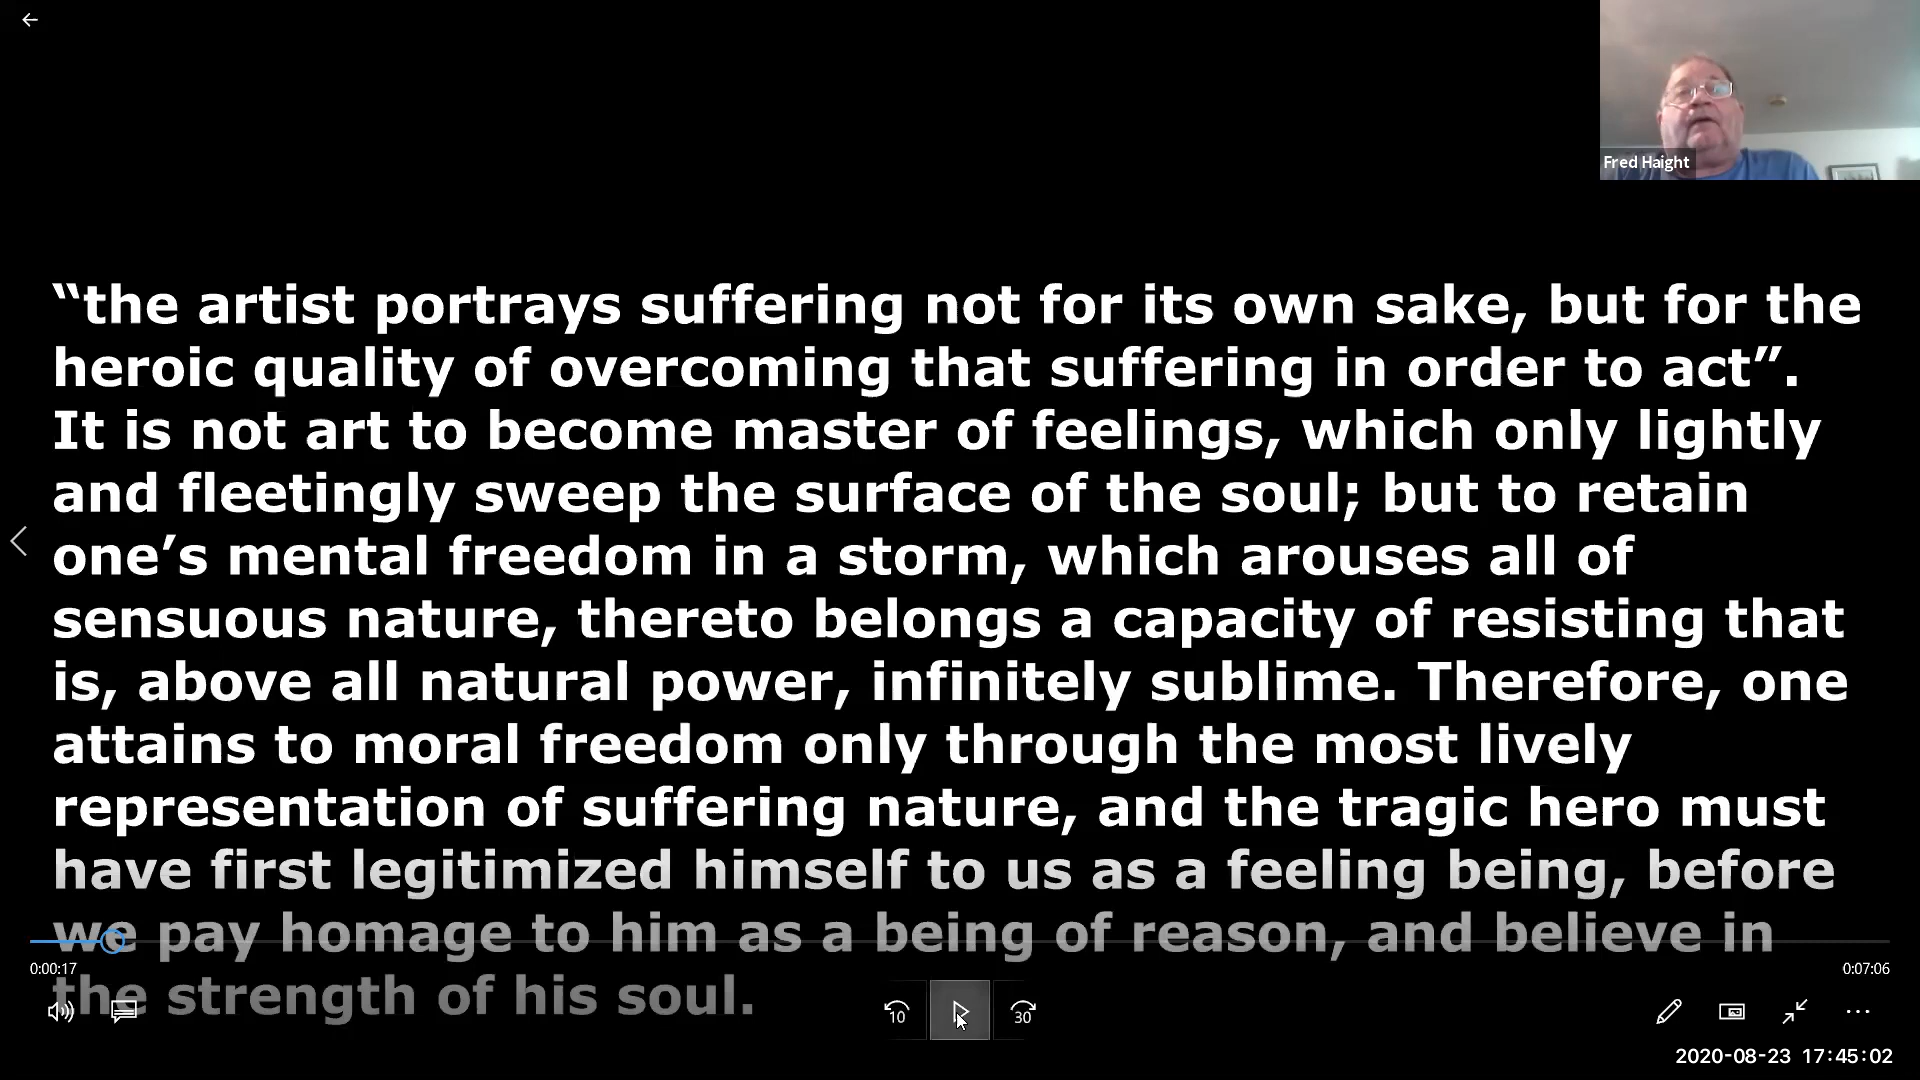 Fred Haight
“the artist portrays suffering not for its own sake, but for the
heroic quality of overcoming that suffering in order to act”.
It is not art to become master of feelings, which only lightly
and fleetingly sweep the surface of the soul; but to retain
one’s mental freedom in a storm, which arouses all of
sensuous nature, thereto belongs a capacity of resisting that
is, above all natural power, infinitely sublime. Therefore, one
attains to moral freedom only through the most lively
representation of suffering nature, and the tragic hero must
have first legitimized himself to us as a feeling being, before
we pay homage to him as a being of reason, and believe in
the strength of his soul.
0:00:17
0:07:06
10
30
2020-08-23 17:45:02